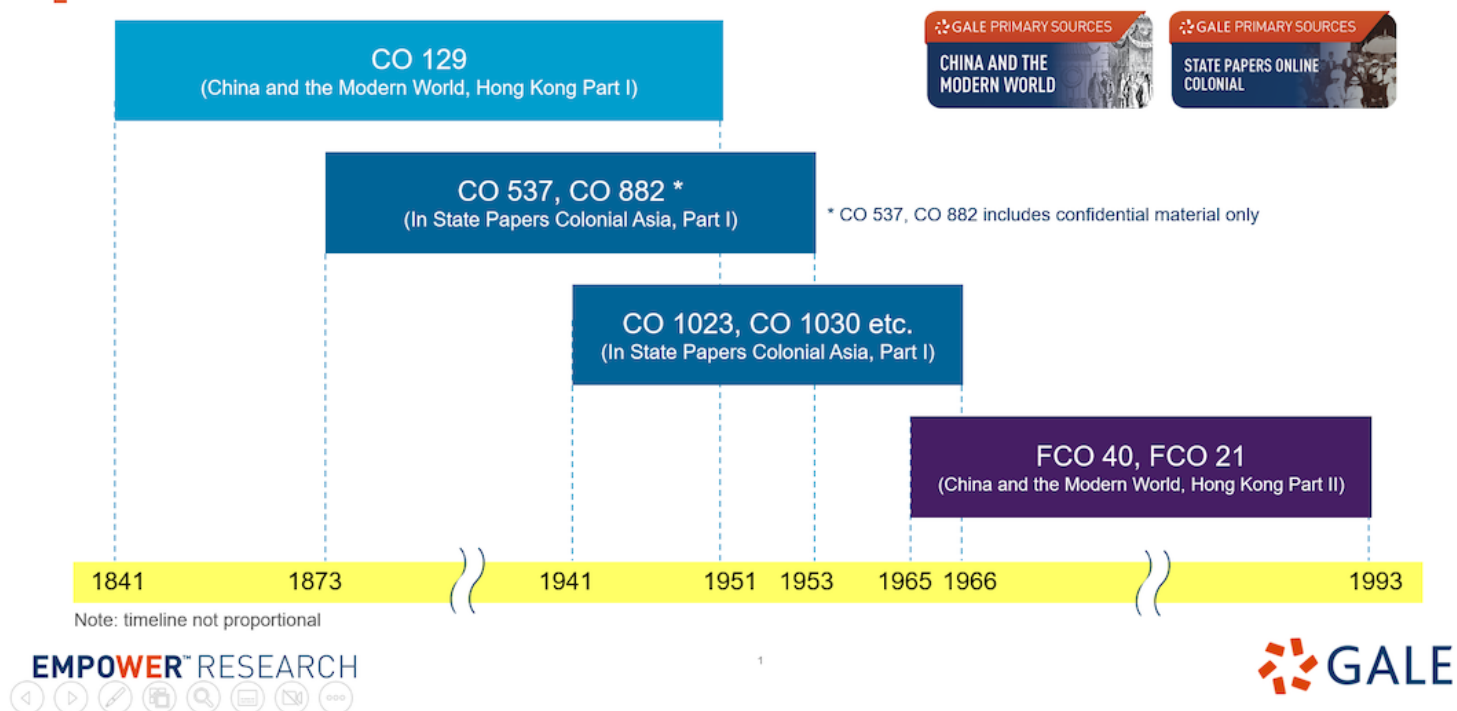 CO 129
(China and the Modern World, Hong Kong Part I)
GALE PRIMARY SOURCES
CHINA AND THE
MODERN WORLD
GALE PRIMARY SOURCES
STATE PAPERS ONLINE
COLONIAL
CO 537, CO 882 *
(In State Papers Colonial Asia, Part I)
* CO 537, CO 882 includes confidential material only
CO 1023, CO 1030 etc.
(In State Papers Colonial Asia, Part I)
FCO 40, FCO 21
(China and the Modern World, Hong Kong Part II)
1841 1873 1941 1951 1953 1965 1966 1993
Note: timeline not proportional
EMPOWER™ RESEARCH
1
GALE